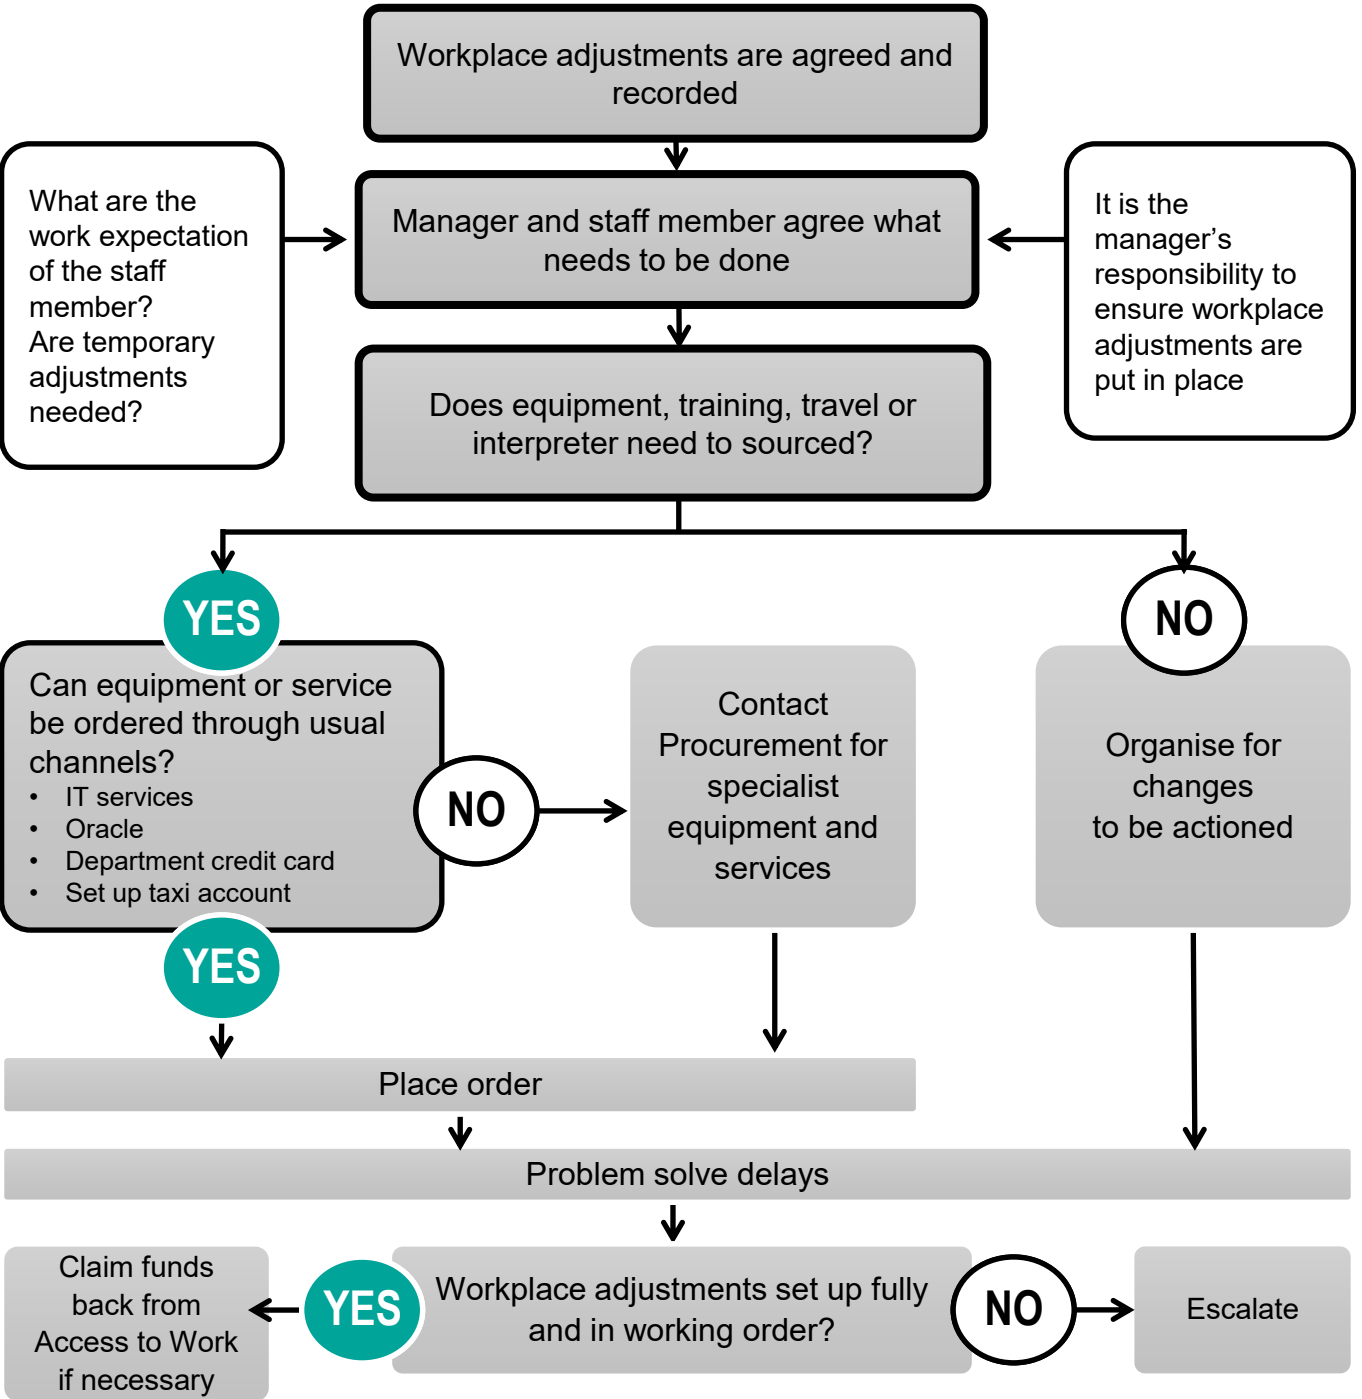 Workplace adjustments are agreed and
recorded
What are the
work expectation
of the staff
member?
Are temporary
adjustments
needed?
Manager and staff member agree what
needs to be done
It is the
manager’s
responsibility to
ensure workplace
adjustments are
put in place
Does equipment, training, travel or
interpreter need to sourced?
YES
NO
Can equipment or service
be ordered through usual
channels?
• IT services
• Oracle
• Department credit card
• Set up taxi account
NO
Contact
Procurement for
specialist
equipment and
services
Organise for
changes
to be actioned
YES
Place order
Problem solve delays
Claim funds
back from
Access to Work
if necessary
YES
Workplace adjustments set up fully
and in working order?
NO
Escalate